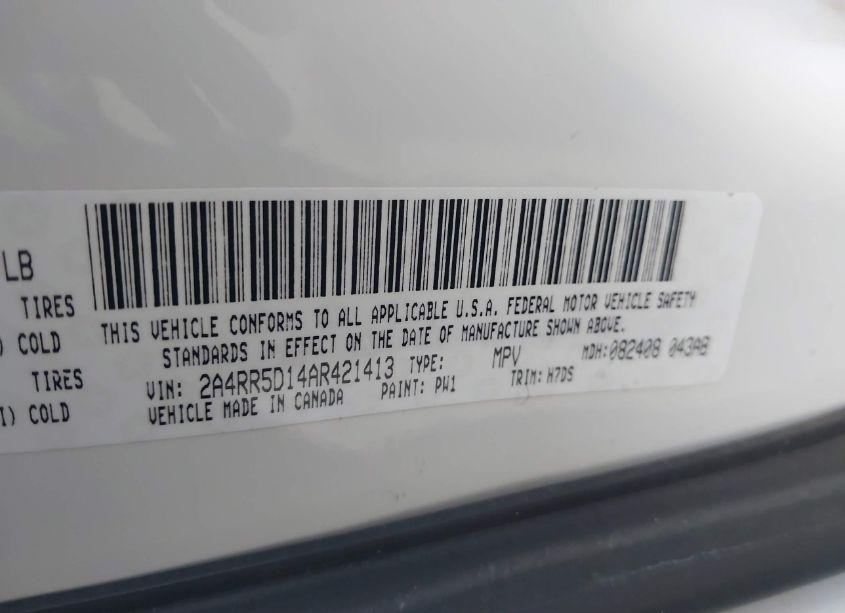 LB
TIRES
) COLD
TIRES
I) COLD
THIS VEHICLE CONFORMS TO ALL APPLICABLE U.S.A. FEDERAL MOTOR VEHICLE SAFETY
STANDARDS IN EFFECT ON THE DATE OF MANUFACTURE SHOWN ABOVE.
VIN: 2A4RR5D14AR421413 TYPE: MPV MDH:082408 043AB
VEHICLE MADE IN CANADA PAINT: PW1 TRIM: H7DS